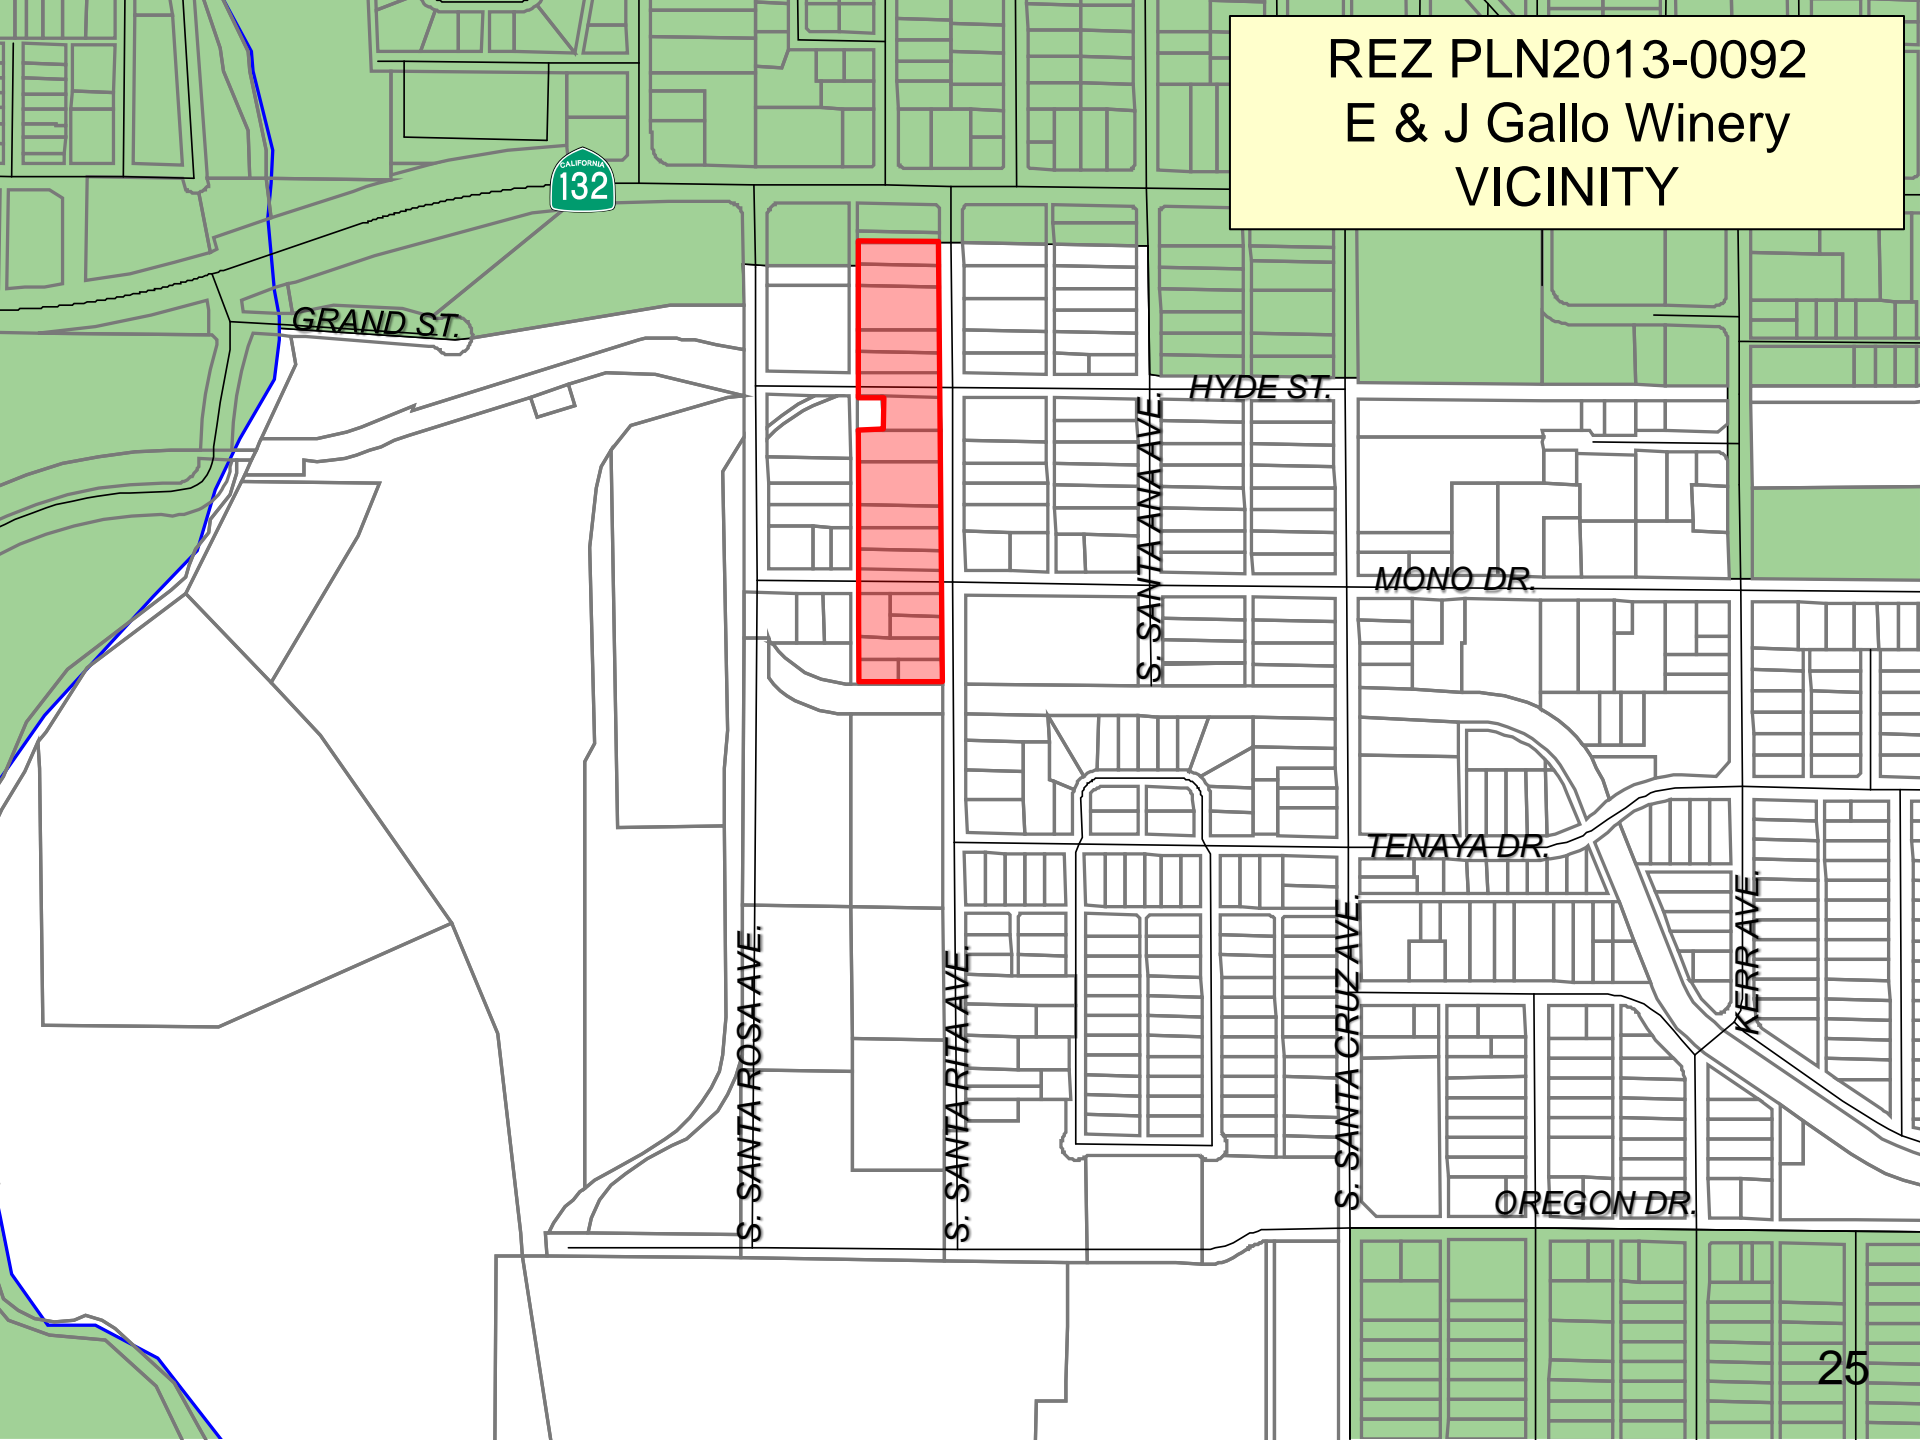 REZ PLN2013-0092
E & J Gallo Winery
VICINITY
CALIFORNIA
132
GRAND ST.
HYDE ST.
S. SANTA ANA AVE.
MONO DR.
TENAYA DR.
S. SANTA ROSA AVE.
S. SANTA RITA AVE.
S. SANTA CRUZ AVE.
KERR AVE.
OREGON DR.
25